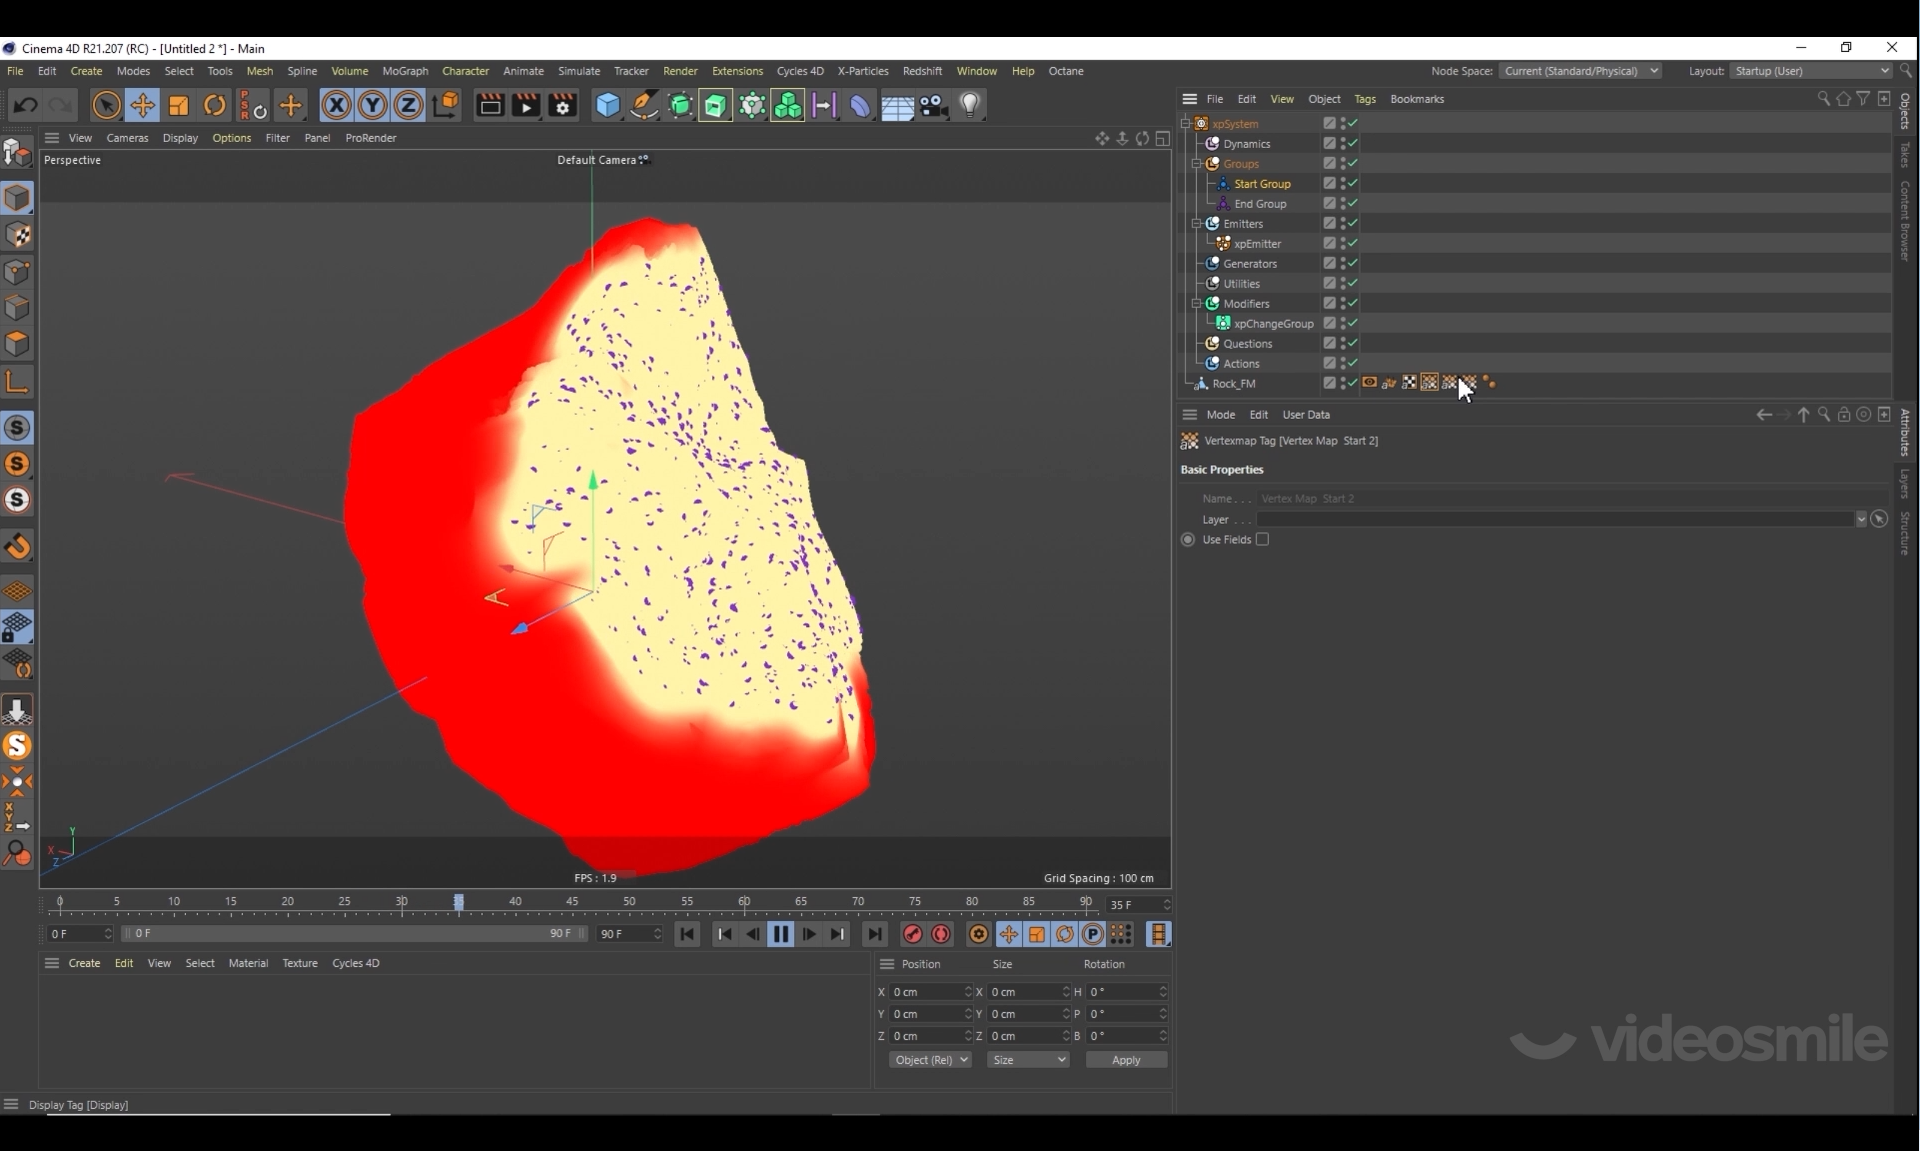 Cinema 4D R21.207 (RC) - [Untitled 2 *] - Main
File Edit Create Modes Select Tools Mesh Spline Volume MoGraph Character Animate Simulate Tracker Render Extensions Cycles 4D X-Particles Redshift Window Help Octane
Node Space: Current (Standard/Physical) Layout: Startup (User)
PSR X Y Z
File Edit View Object Tags Bookmarks
View Cameras Display Options Filter Panel ProRender
Perspective
Default Camera
xpSystem
Dynamics
Groups
Start Group
End Group
Emitters
xpEmitter
Generators
Utilities
Modifiers
xpChangeGroup
Questions
Actions
Rock_FM
Objects
Takes
Content Browser
Mode Edit User Data
Vertexmap Tag [Vertex Map Start 2]
Basic Properties
Name . . . Vertex Map Start 2
Layer . . .
Use Fields
Attributes
Layers
Structure
Y
X
Z
FPS : 1.9
Grid Spacing : 100 cm
0 5 10 15 20 25 30 35 40 45 50 55 60 65 70 75 80 85 90 35 F
0 F 0 F 90 F 90 F
Create Edit View Select Material Texture Cycles 4D
Position Size Rotation
X 0 cm X 0 cm H 0 °
Y 0 cm Y 0 cm P 0 °
Z 0 cm Z 0 cm B 0 °
Object (Rel) Size Apply
videosmile
Display Tag [Display]